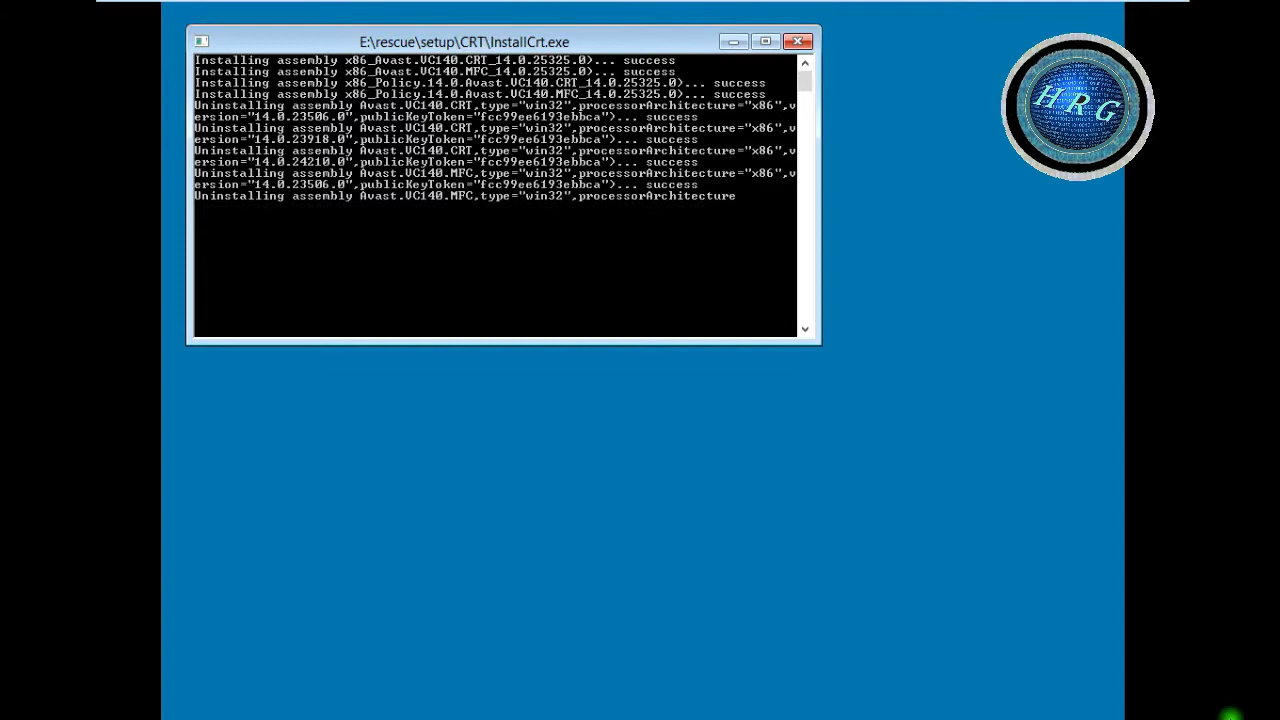 E:\rescue\setup\CRT\InstallCrt.exe
Installing assembly x86_Avast.VC140.CRT_14.0.25325.0)... success
Installing assembly x86_Avast.VC140.MFC_14.0.25325.0)... success
Installing assembly x86_Policy.14.0.Avast.VC140.CRT_14.0.25325.0)... success
Installing assembly x86_Policy.14.0.Avast.VC140.MFC_14.0.25325.0)... success
Uninstalling assembly Avast.VC140.CRT,type="win32",processorArchitecture="x86",v
ersion="14.0.23506.0",publicKeyToken="fcc99ee6193ebbca")... success
Uninstalling assembly Avast.VC140.CRT,type="win32",processorArchitecture="x86",v
ersion="14.0.23918.0",publicKeyToken="fcc99ee6193ebbca")... success
Uninstalling assembly Avast.VC140.CRT,type="win32",processorArchitecture="x86",v
ersion="14.0.24210.0",publicKeyToken="fcc99ee6193ebbca")... success
Uninstalling assembly Avast.VC140.MFC,type="win32",processorArchitecture="x86",v
ersion="14.0.23506.0",publicKeyToken="fcc99ee6193ebbca")... success
Uninstalling assembly Avast.VC140.MFC,type="win32",processorArchitecture
HRG